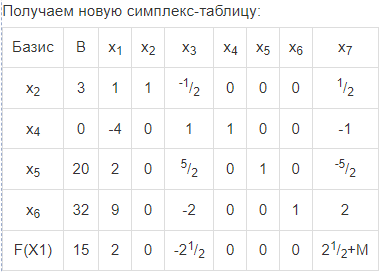 Получаем новую симплекс-таблицу:
Базис B x1 x2 x3 x4 x5 x6 x7
x2 3 1 1 -1/2 0 0 0 1/2
x4 0 -4 0 1 1 0 0 -1
x5 20 2 0 5/2 0 1 0 -5/2
x6 32 9 0 -2 0 0 1 2
F(X1) 15 2 0 -21/2 0 0 0 21/2+M